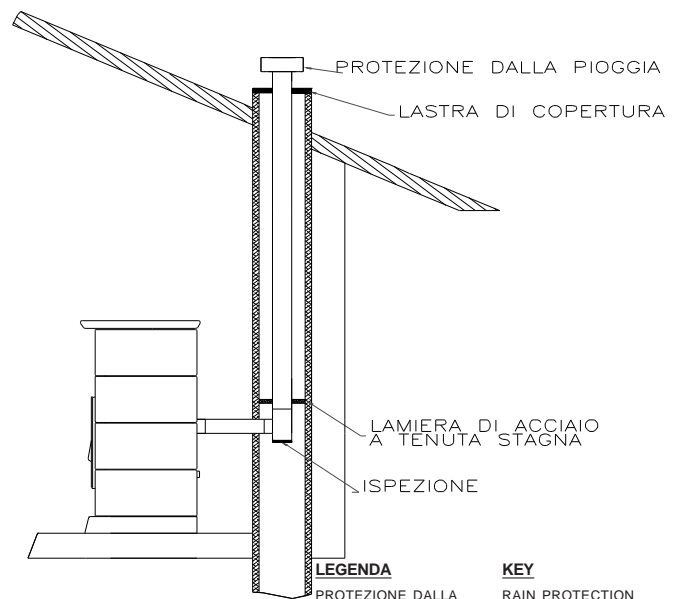 PROTEZIONE DALLA PIOGGIA
LASTRA DI COPERTURA
LAMIERA DI ACCIAIO
A TENUTA STAGNA
ISPEZIONE
LEGENDA KEY
PROTEZIONE DALLA RAIN PROTECTION